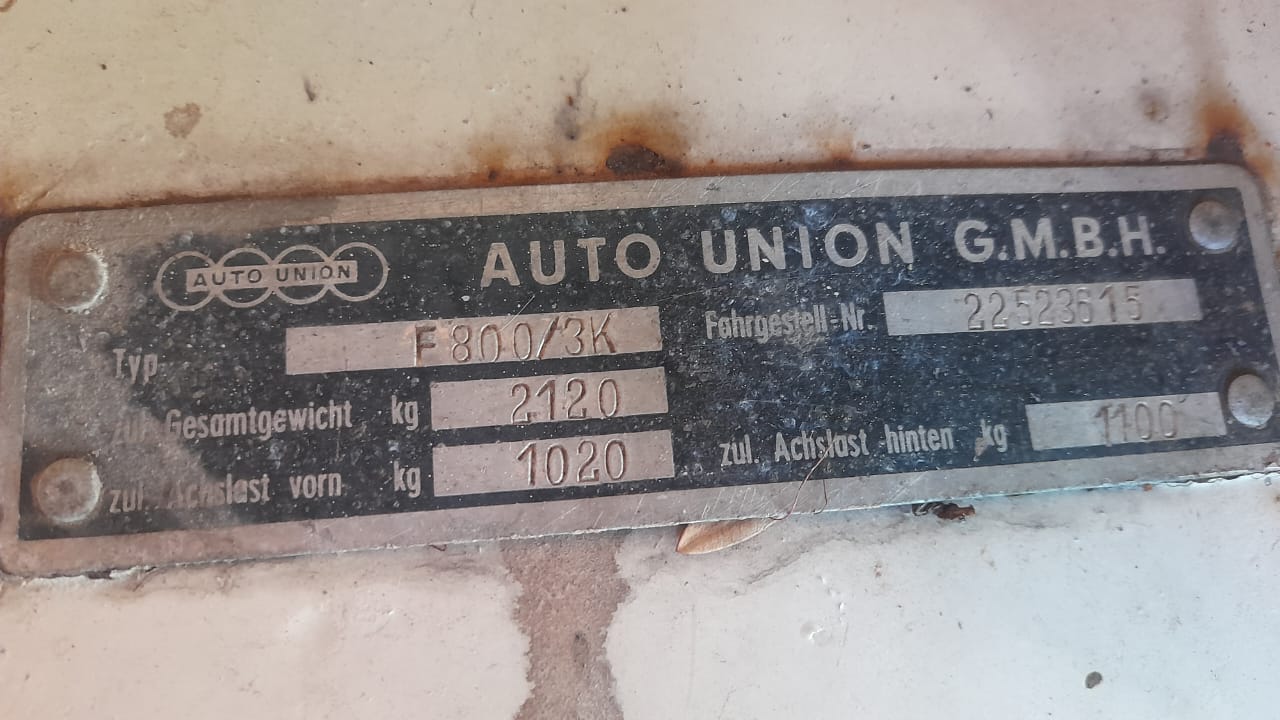 AUTO UNION
AUTO UNION G.M.B.H.
Typ F800/3K
Fahrgestell-Nr. 22523615
zul. Gesamtgewicht kg 2120
zul. Achslast vorn kg 1020
zul. Achslast hinten kg 1100